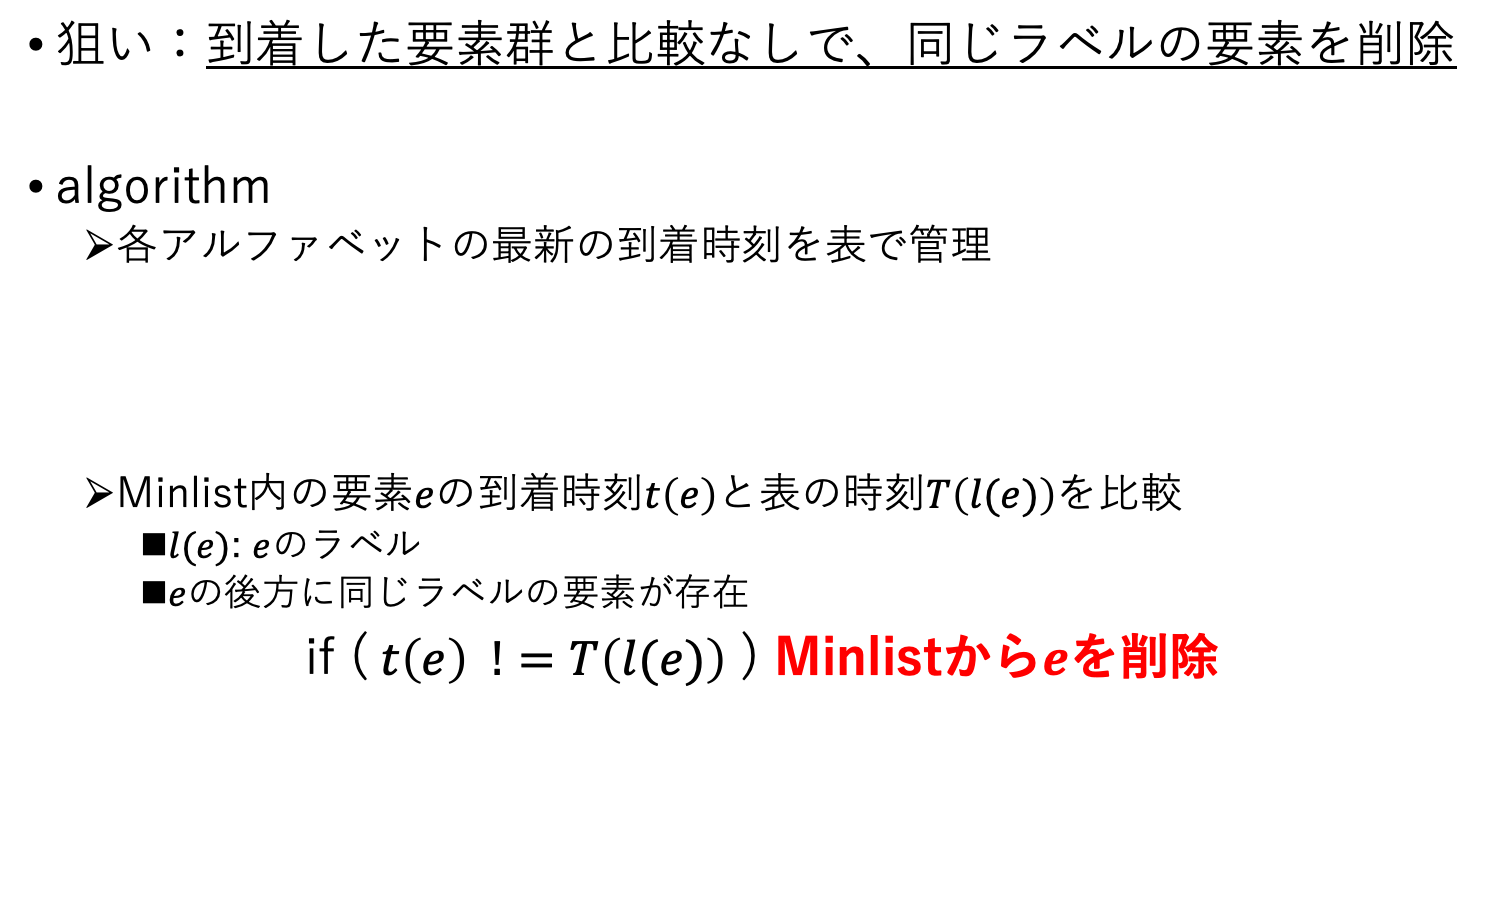 • 狙い：到着した要素群と比較なしで、同じラベルの要素を削除
• algorithm
➢各アルファベットの最新の到着時刻を表で管理
➢Minlist内の要素eの到着時刻t(e)と表の時刻T(l(e))を比較
■l(e): eのラベル
■eの後方に同じラベルの要素が存在
if ( t(e) != T(l(e)) ) Minlistからeを削除